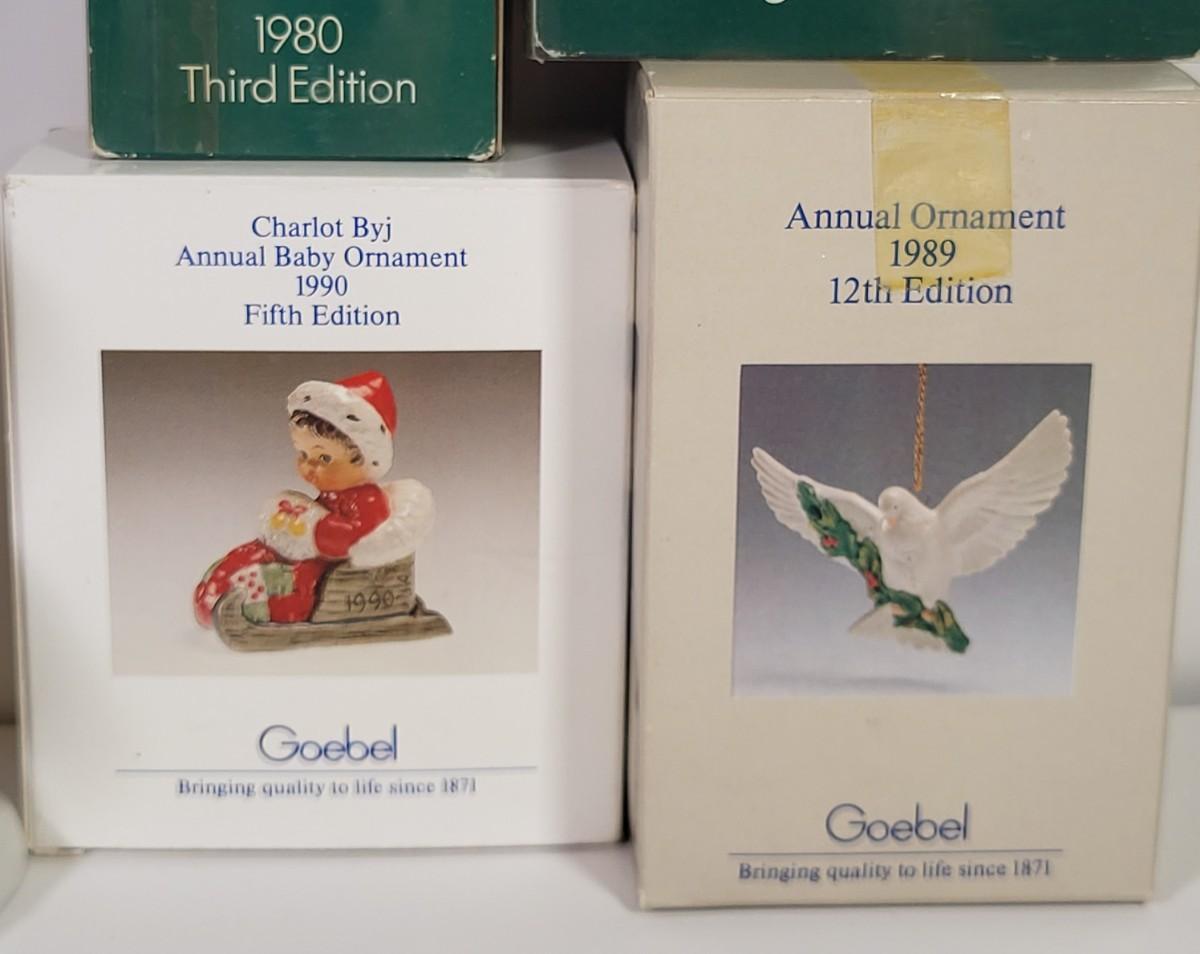 1980
Third Edition
Charlot Byj
Annual Baby Ornament
1990
Fifth Edition
1990
Goebel
Bringing quality to life since 1871
Annual Ornament
1989
12th Edition
Goebel
Bringing quality to life since 1871